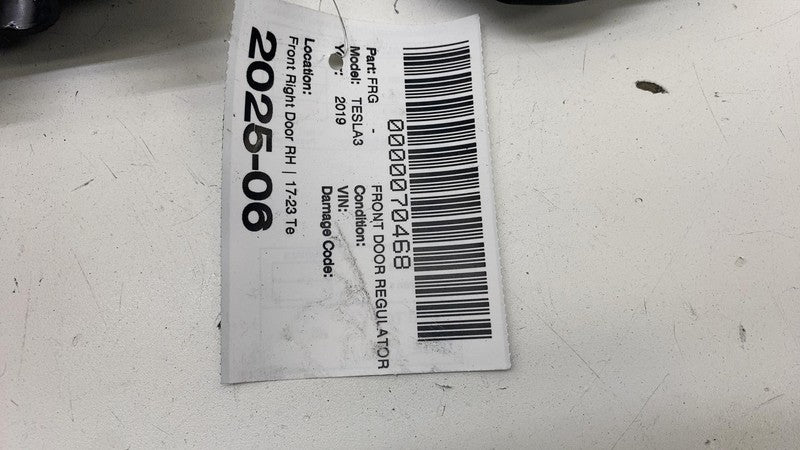 0000070468
Part: FRG - FRONT DOOR REGULATOR
Model: TESLA3 Condition:
Year: 2019 VIN:
Damage Code:
Location:
Front Right Door RH | 17-23 Te
2025-06